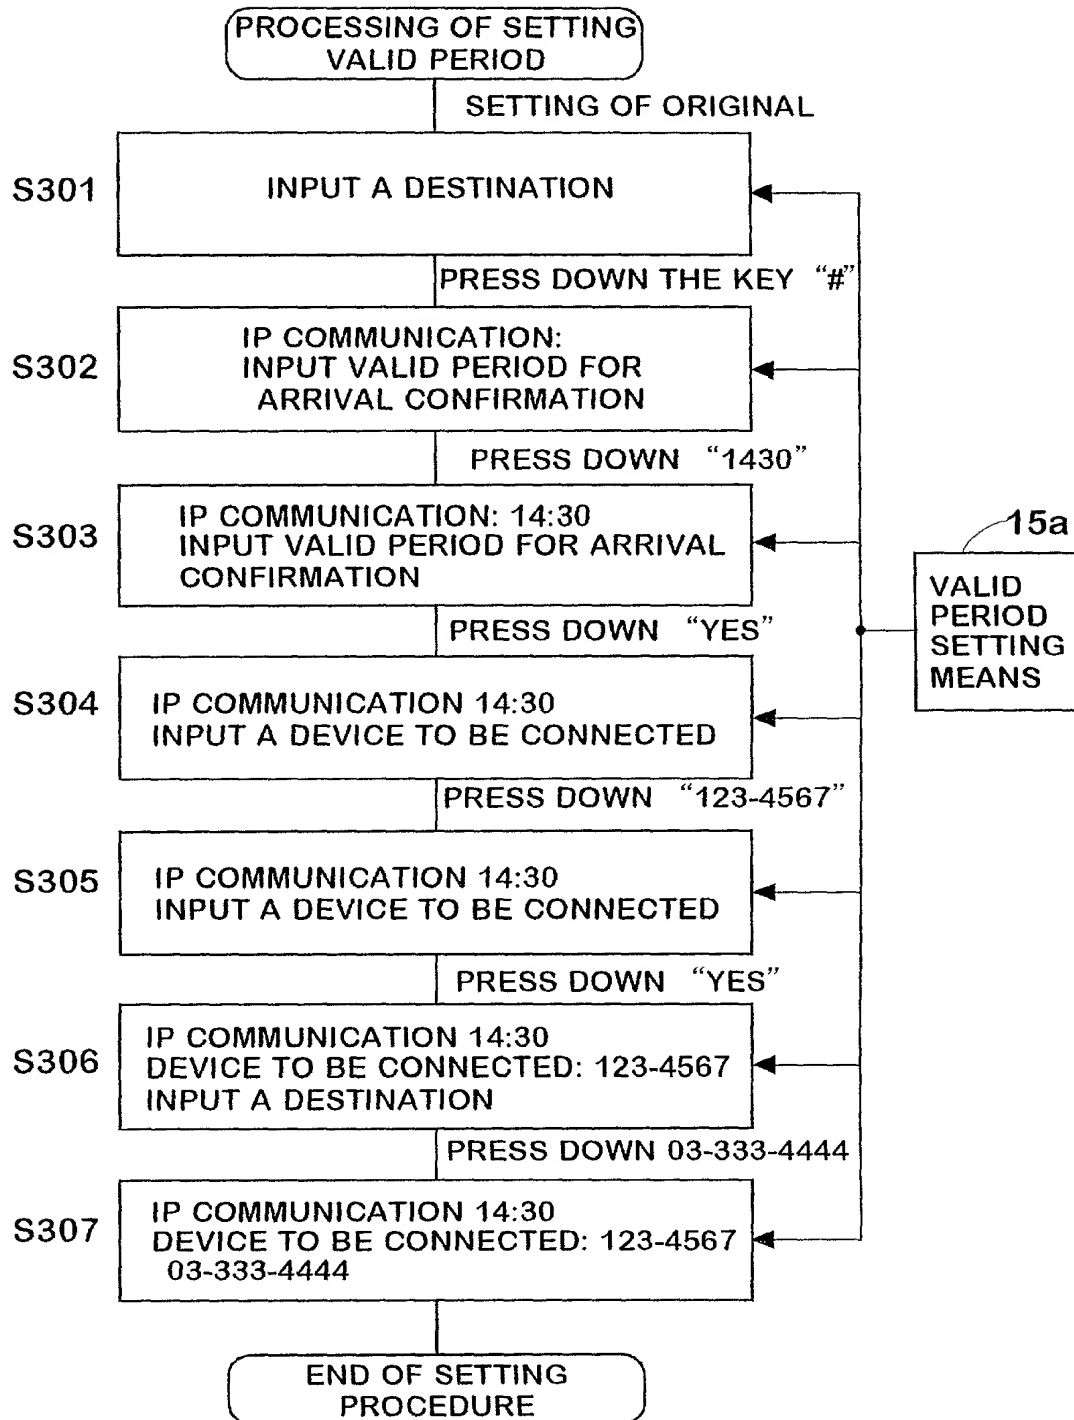 PROCESSING OF SETTING
VALID PERIOD
SETTING OF ORIGINAL
S301
INPUT A DESTINATION
PRESS DOWN THE KEY “#”
S302
IP COMMUNICATION:
INPUT VALID PERIOD FOR
ARRIVAL CONFIRMATION
PRESS DOWN “1430”
S303
IP COMMUNICATION: 14:30
INPUT VALID PERIOD FOR ARRIVAL
CONFIRMATION
15a
VALID
PERIOD
SETTING
MEANS
PRESS DOWN “YES”
S304
IP COMMUNICATION 14:30
INPUT A DEVICE TO BE CONNECTED
PRESS DOWN “123-4567”
S305
IP COMMUNICATION 14:30
INPUT A DEVICE TO BE CONNECTED
PRESS DOWN “YES”
S306
IP COMMUNICATION 14:30
DEVICE TO BE CONNECTED: 123-4567
INPUT A DESTINATION
PRESS DOWN 03-333-4444
S307
IP COMMUNICATION 14:30
DEVICE TO BE CONNECTED: 123-4567
03-333-4444
END OF SETTING
PROCEDURE